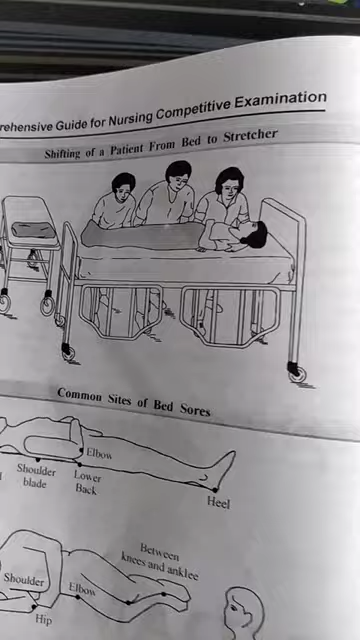 rehensive Guide for Nursing Competitive Examination
Shifting of a Patient From Bed to Stretcher
Common Sites of Bed Sores
Elbow
Shoulder
blade
Lower
Back
Heel
Between
knees and anklee
Shoulder
Elbow
Hip